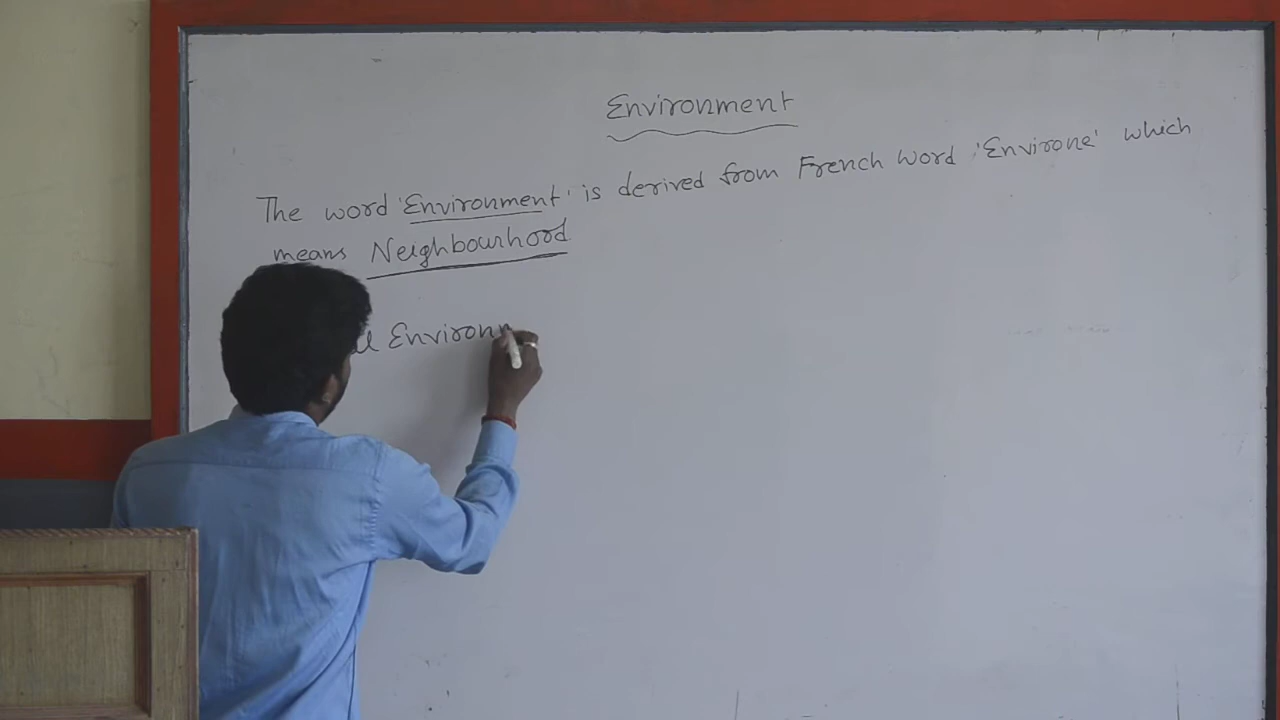 Environment
The word 'Environment' is derived from French word 'Environe' which
means Neighbourhood